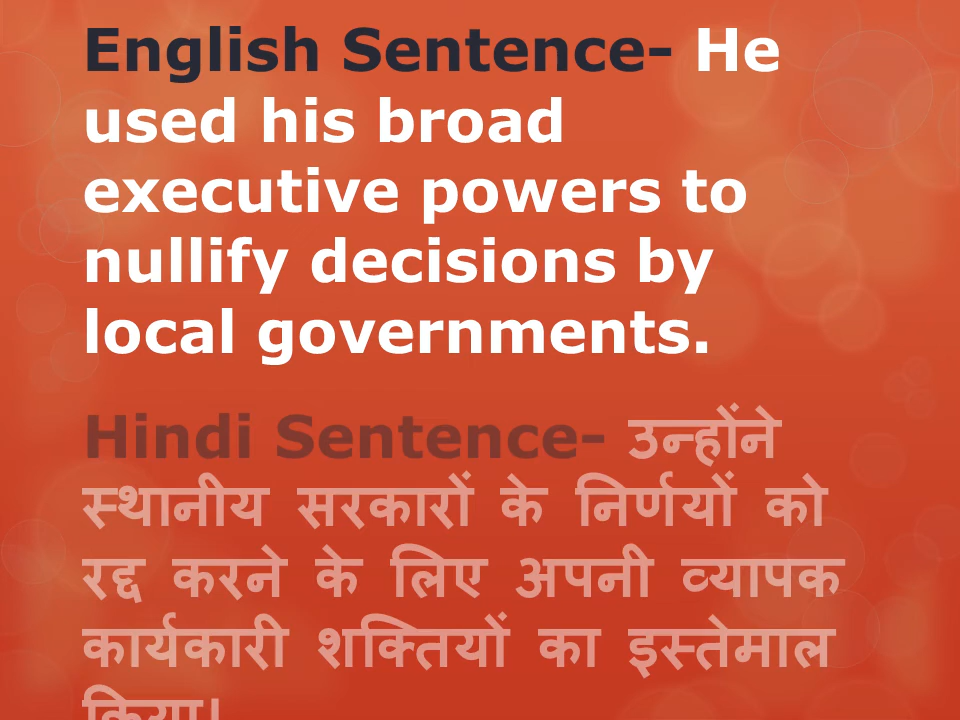 English Sentence- He
used his broad
executive powers to
nullify decisions by
local governments.
Hindi Sentence- उन्होंने
स्थानीय सरकारों के निर्णयों को
रद्द करने के लिए अपनी व्यापक
कार्यकारी शक्तियों का इस्तेमाल
किया।